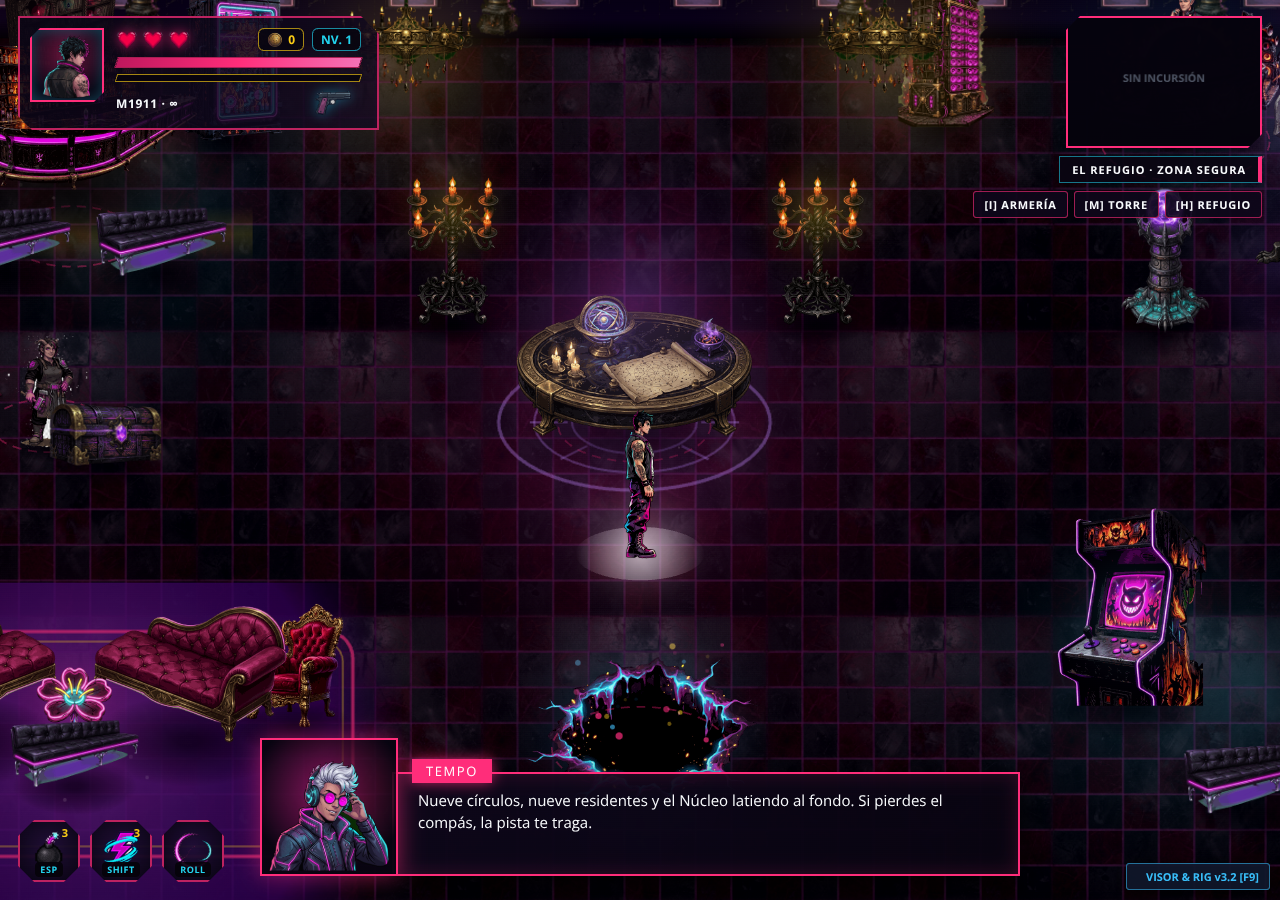 0
NV. 1
M1911 · ∞
SIN INCURSIÓN
EL REFUGIO · ZONA SEGURA
[I] ARMERÍA
[M] TORRE
[H] REFUGIO
TEMPO
Nueve círculos, nueve residentes y el Núcleo latiendo al fondo. Si pierdes el
compás, la pista te traga.
3
ESP
3
SHIFT
ROLL
VISOR & RIG v3.2 [F9]